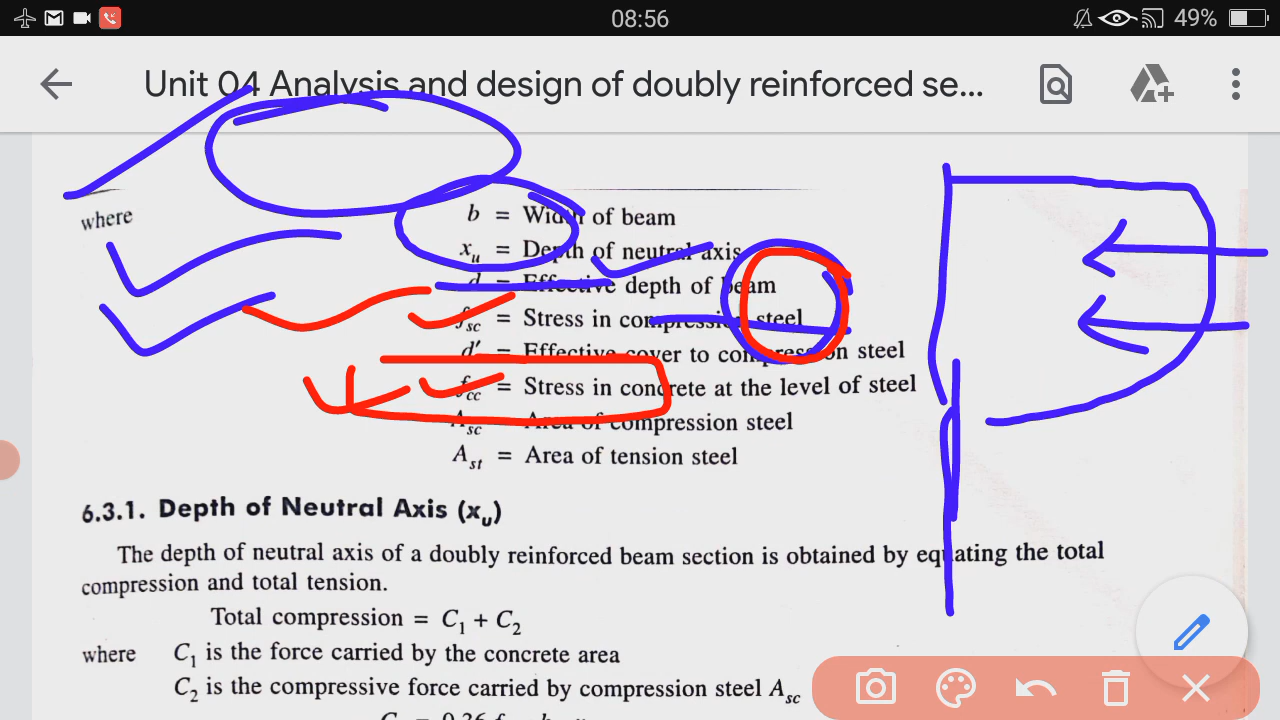 08:56
49%
Unit 04 Analysis and design of doubly reinforced se...
where
b = Width of beam
x_u = Depth of neutral axis
d = Effective depth of beam
f_sc = Stress in compression steel
d′ = Effective cover to compression steel
f_cc = Stress in concrete at the level of steel
A_sc = Area of compression steel
A_st = Area of tension steel
6.3.1. Depth of Neutral Axis (x_u)
The depth of neutral axis of a doubly reinforced beam section is obtained by equating the total
compression and total tension.
Total compression = C_1 + C_2
where C_1 is the force carried by the concrete area
C_2 is the compressive force carried by compression steel A_sc